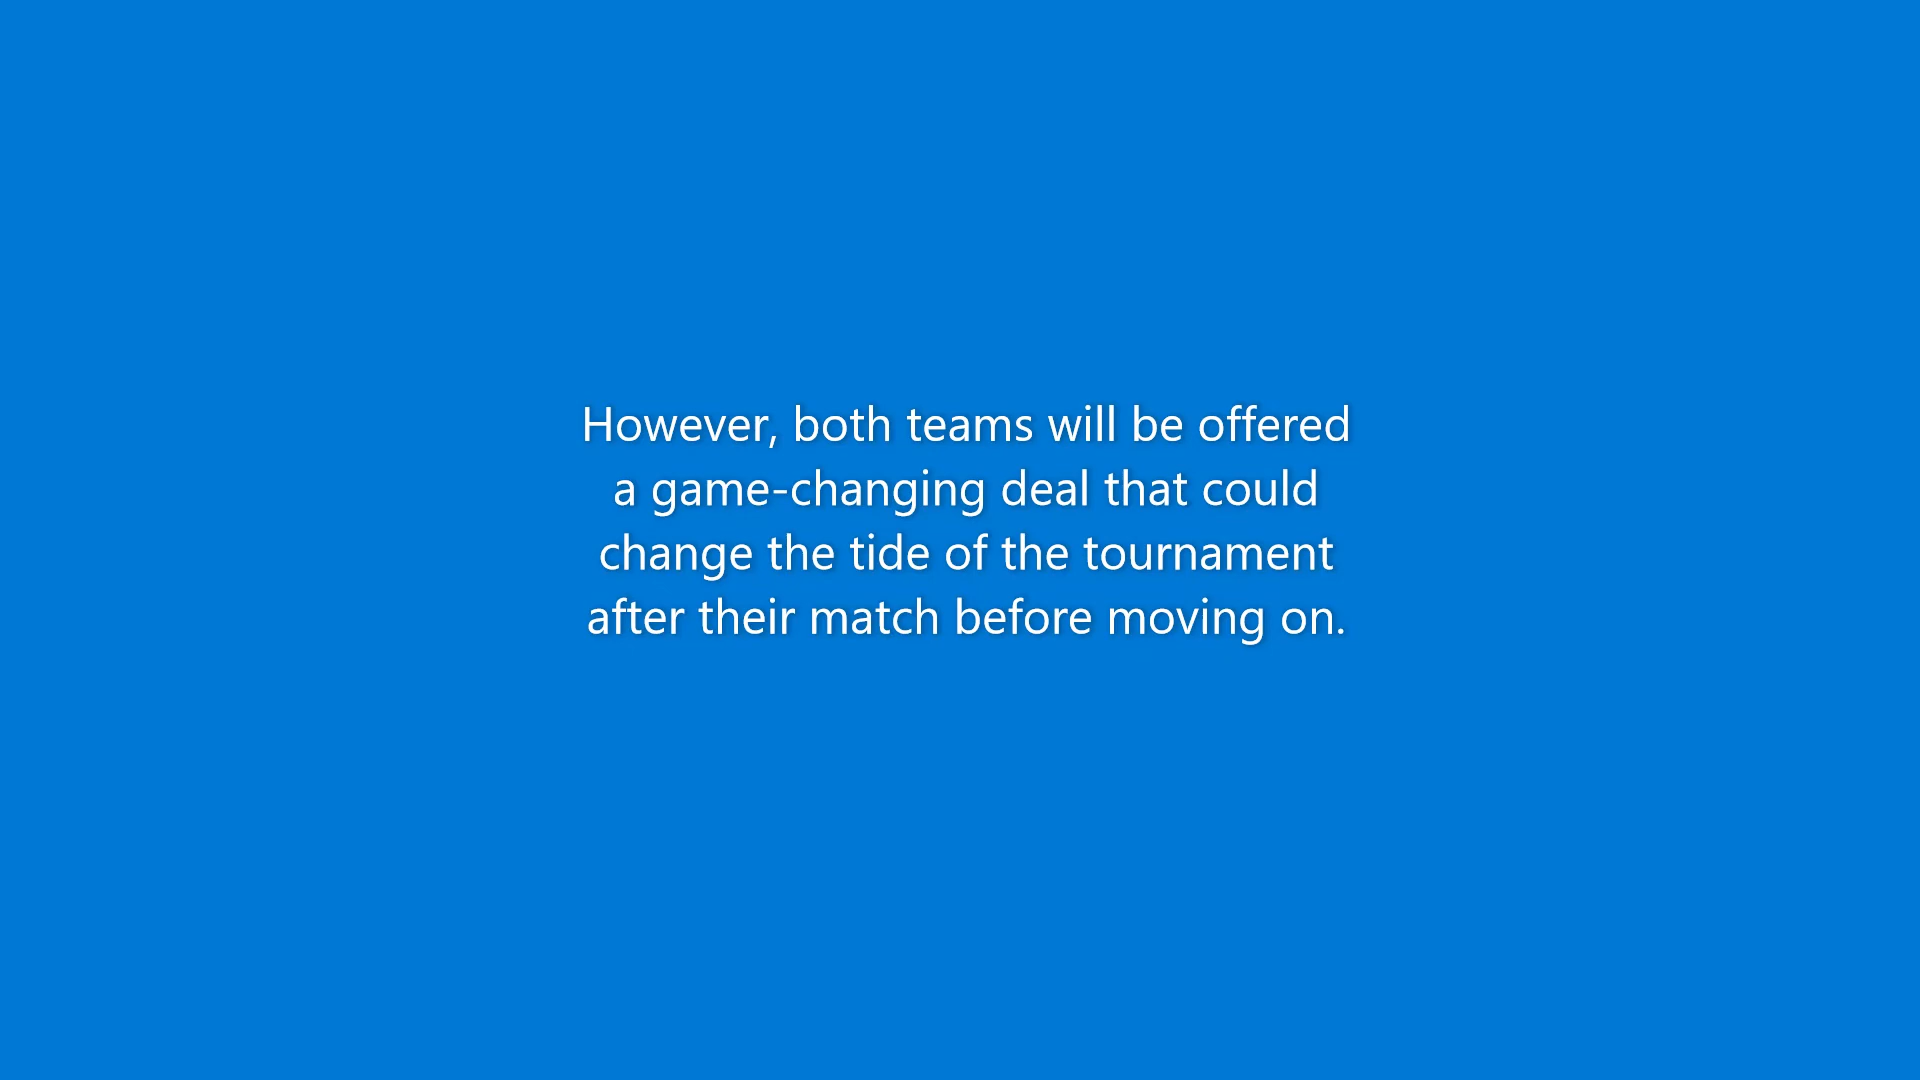 However, both teams will be offered
a game-changing deal that could
change the tide of the tournament
after their match before moving on.